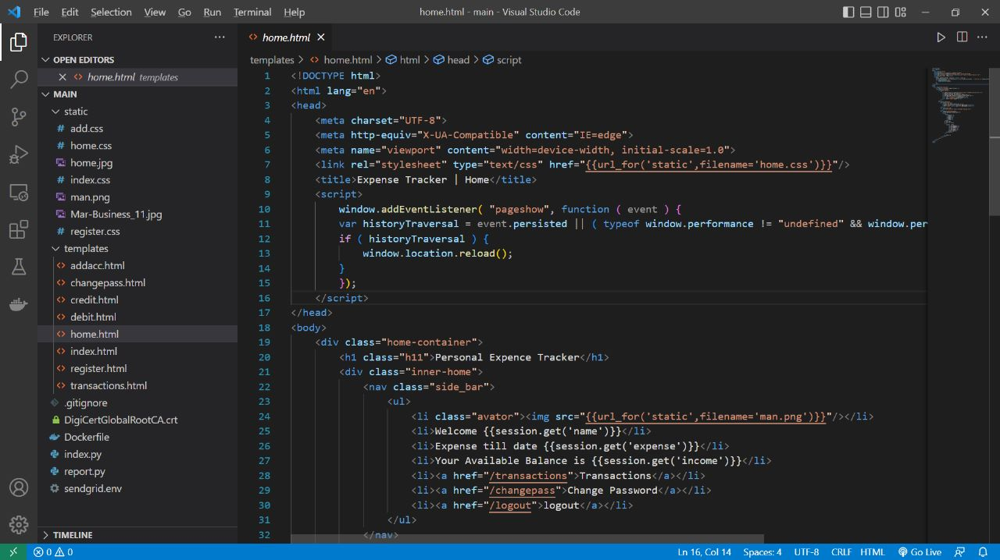 File Edit Selection View Go Run Terminal Help home.html - main - Visual Studio Code
EXPLORER
OPEN EDITORS
home.html templates
MAIN
static
# add.css
# home.css
home.jpg
# index.css
man.png
Mar-Business_11.jpg
# register.css
templates
<> addacc.html
<> changepass.html
<> credit.html
<> debit.html
<> home.html
<> index.html
<> register.html
<> transactions.html
.gitignore
DigiCertGlobalRootCA.crt
Dockerfile
index.py
report.py
sendgrid.env
TIMELINE
<> home.html
templates > <> home.html > html > head > script
1 <!DOCTYPE html>
2 <html lang="en">
3 <head>
4 <meta charset="UTF-8">
5 <meta http-equiv="X-UA-Compatible" content="IE=edge">
6 <meta name="viewport" content="width=device-width, initial-scale=1.0">
7 <link rel="stylesheet" type="text/css" href="{{url_for('static',filename='home.css')}}"/>
8 <title>Expense Tracker | Home</title>
9 <script>
10 window.addEventListener( "pageshow", function ( event ) {
11 var historyTraversal = event.persisted || ( typeof window.performance != "undefined" && window.per
12 if ( historyTraversal ) {
13 window.location.reload();
14 }
15 });
16 </script>
17 </head>
18 <body>
19 <div class="home-container">
20 <h1 class="h11">Personal Expence Tracker</h1>
21 <div class="inner-home">
22 <nav class="side_bar">
23 <ul>
24 <li class="avator"><img src="{{url_for('static',filename='man.png')}}"/></li>
25 <li>Welcome {{session.get('name')}}</li>
26 <li>Expense till date {{session.get('expense')}}</li>
27 <li>Your Available Balance is {{session.get('income')}}</li>
28 <li><a href="/transactions">Transactions</a></li>
29 <li><a href="/changepass">Change Password</a></li>
30 <li><a href="/logout">logout</a></li>
31 </ul>
32 </nav>
0 0 Ln 16, Col 14 Spaces: 4 UTF-8 CRLF HTML Go Live